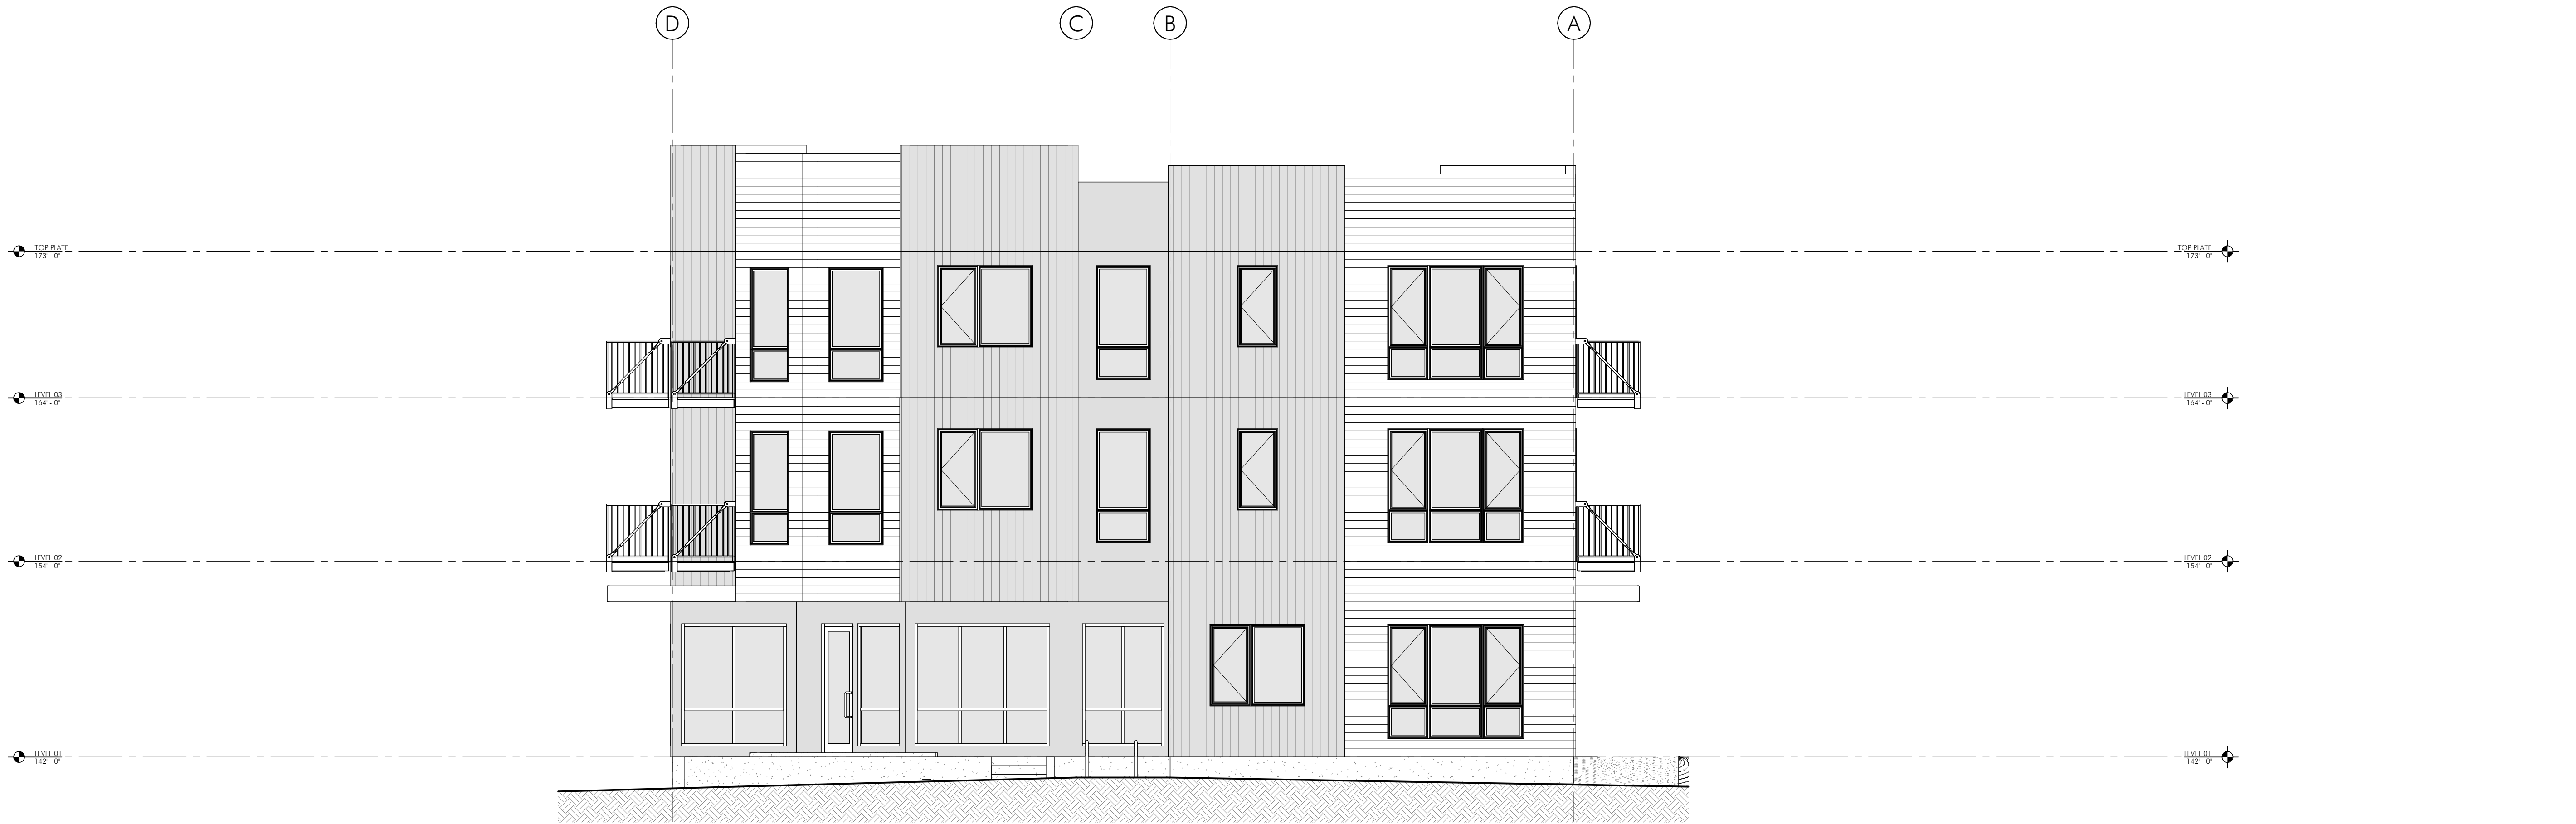 D
C
B
A
TOP PLATE
173' - 0"
TOP PLATE
173' - 0"
LEVEL 03
164' - 0"
LEVEL 03
164' - 0"
LEVEL 02
154' - 0"
LEVEL 02
154' - 0"
LEVEL 01
142' - 0"
LEVEL 01
142' - 0"